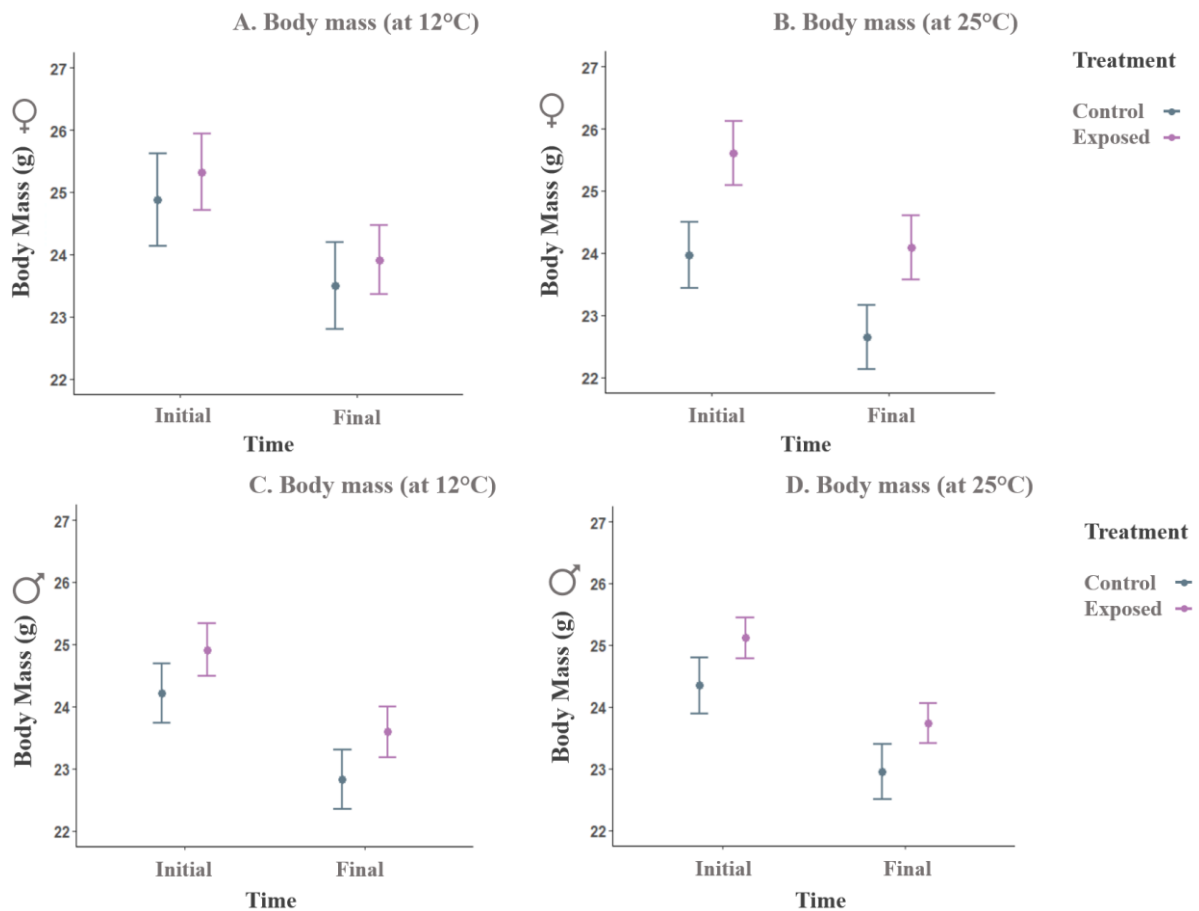 A. Body mass (at 12°C)
27
26
25
24
23
22
Body Mass (g) ♀
Initial
Final
Time
B. Body mass (at 25°C)
27
26
25
24
23
22
Body Mass (g) ♀
Initial
Final
Time
Treatment
Control
Exposed
C. Body mass (at 12°C)
27
26
25
24
23
22
Body Mass (g) ♂
Initial
Final
Time
D. Body mass (at 25°C)
27
26
25
24
23
22
Body Mass (g) ♂
Initial
Final
Time
Treatment
Control
Exposed